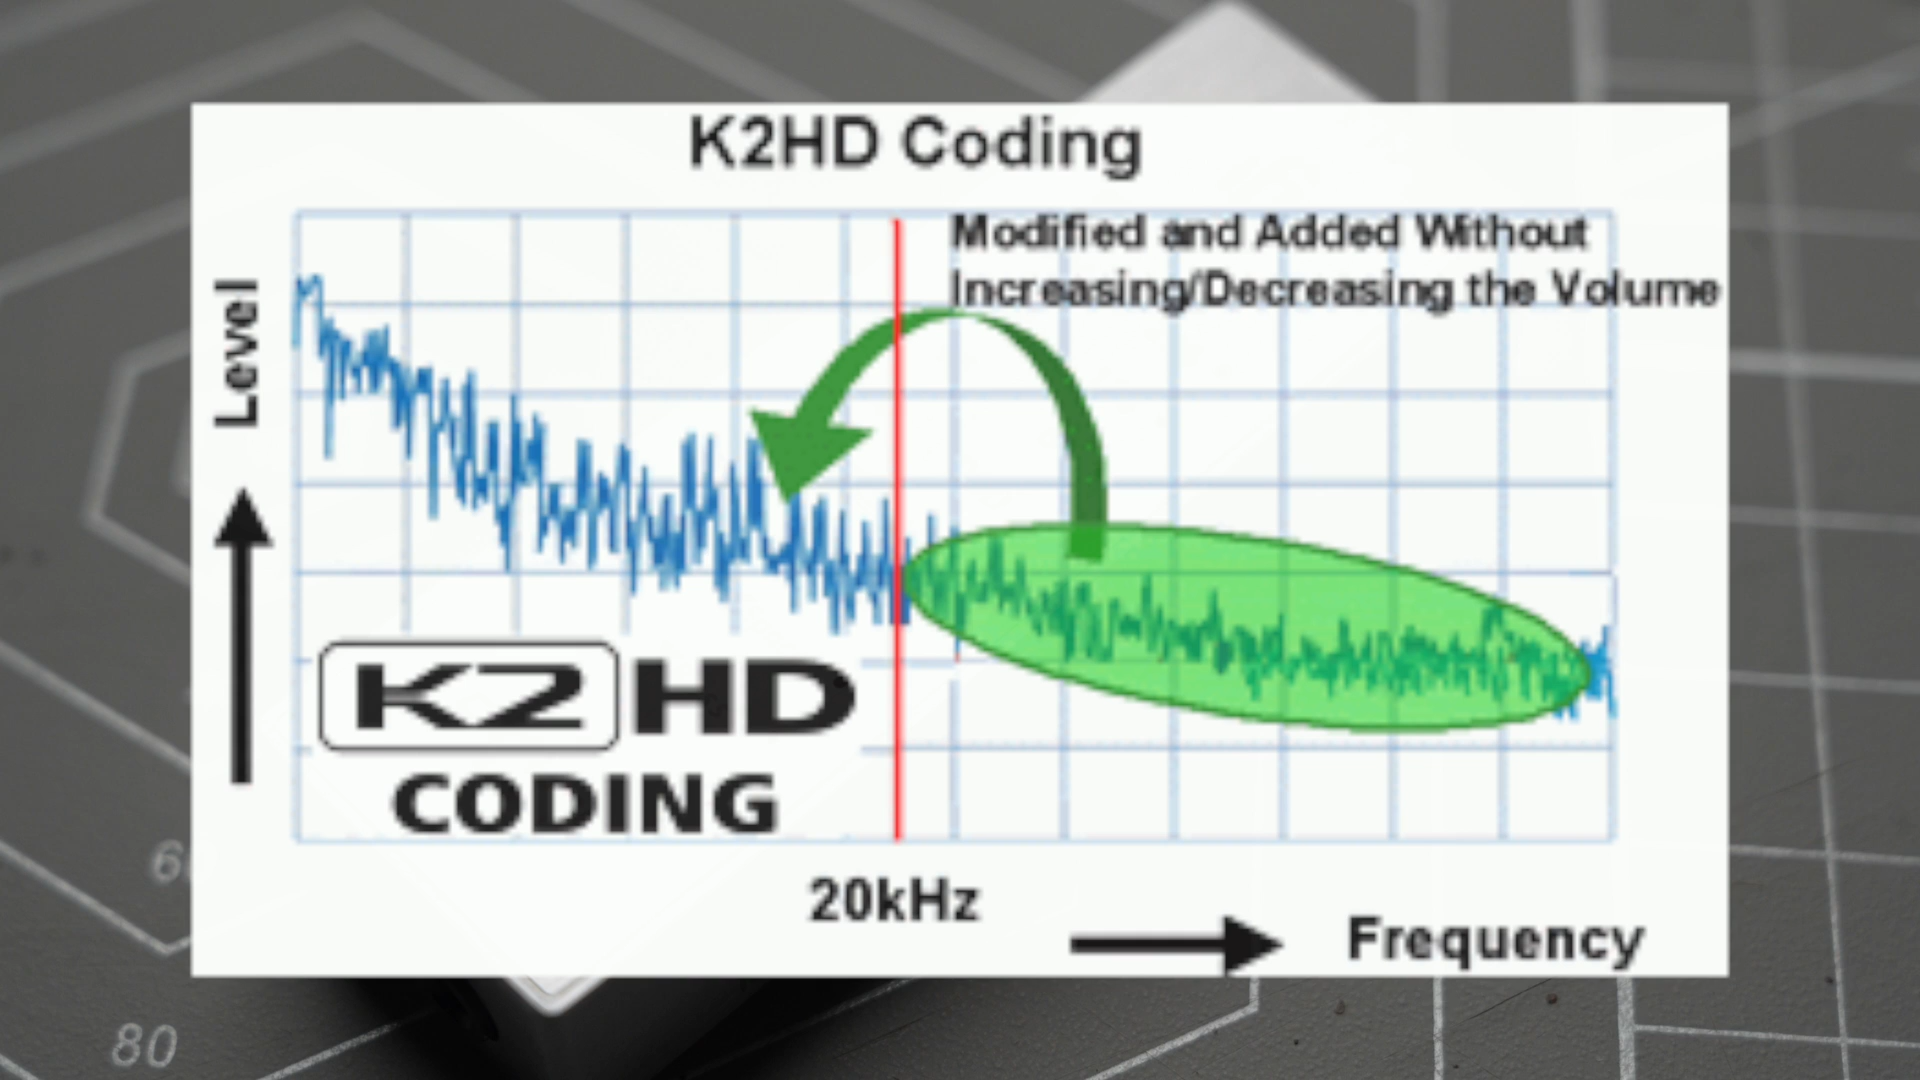 K2HD Coding
Modified and Added Without
Increasing/Decreasing the Volume
Level
K2 HD
CODING
20kHz
Frequency
80